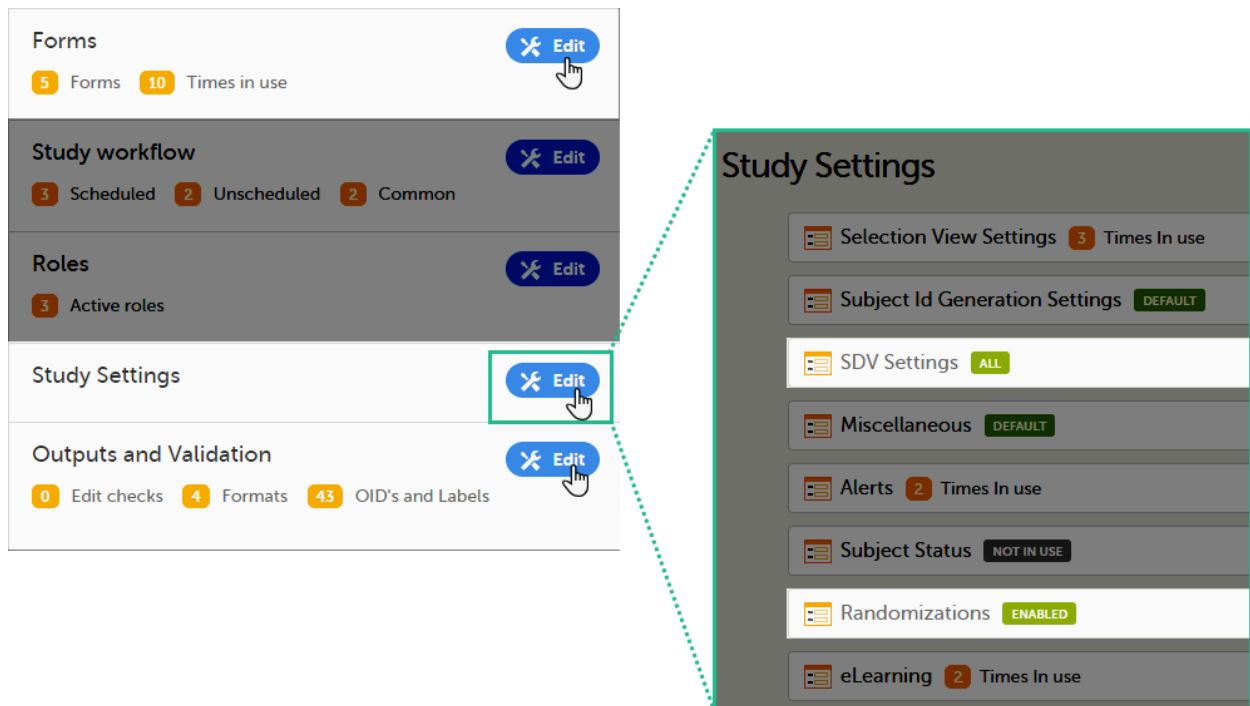 Forms
Edit
5 Forms 10 Times in use
Study workflow
Edit
3 Scheduled 2 Unscheduled 2 Common
Roles
Edit
3 Active roles
Study Settings
Edit
Outputs and Validation
Edit
0 Edit checks 4 Formats 43 OID's and Labels
Study Settings
Selection View Settings 3 Times In use
Subject Id Generation Settings DEFAULT
SDV Settings ALL
Miscellaneous DEFAULT
Alerts 2 Times In use
Subject Status NOT IN USE
Randomizations ENABLED
eLearning 2 Times In use